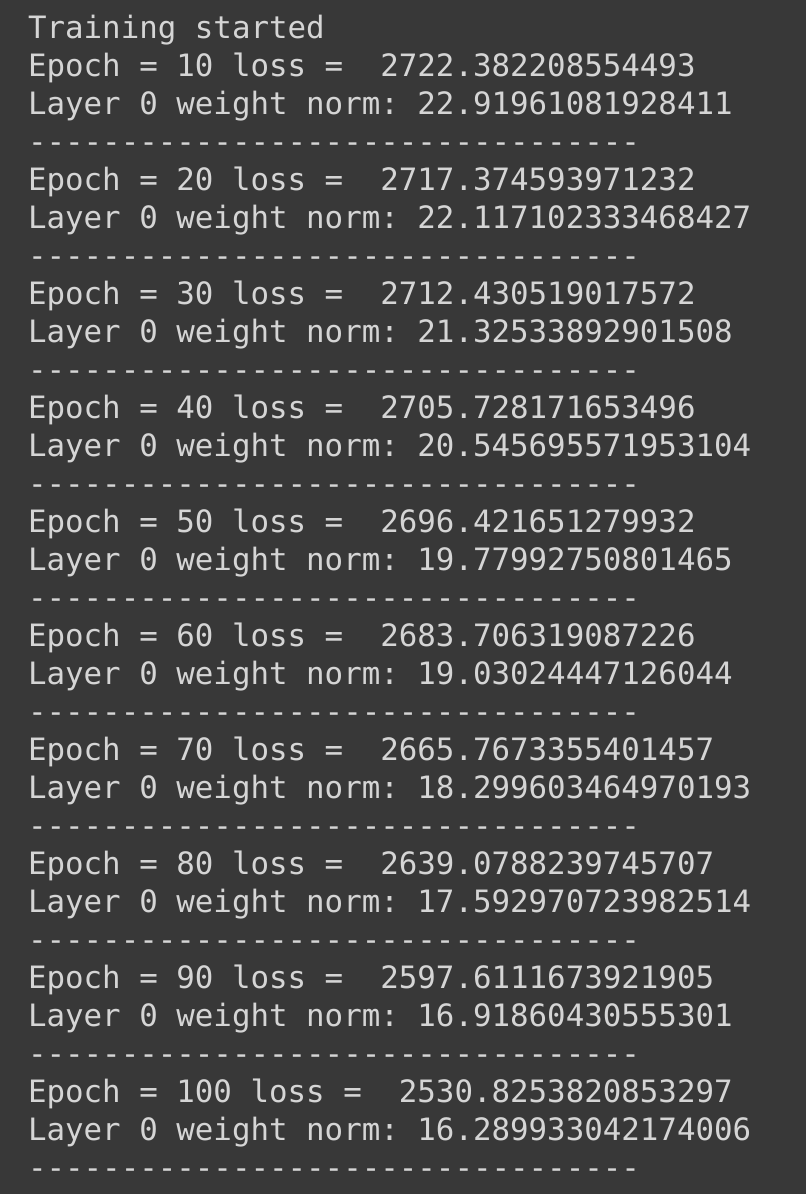 Training started
Epoch = 10 loss =  2722.382208554493
Layer 0 weight norm: 22.91961081928411
---------------------------------
Epoch = 20 loss =  2717.374593971232
Layer 0 weight norm: 22.117102333468427
---------------------------------
Epoch = 30 loss =  2712.430519017572
Layer 0 weight norm: 21.32533892901508
---------------------------------
Epoch = 40 loss =  2705.728171653496
Layer 0 weight norm: 20.545695571953104
---------------------------------
Epoch = 50 loss =  2696.421651279932
Layer 0 weight norm: 19.77992750801465
---------------------------------
Epoch = 60 loss =  2683.706319087226
Layer 0 weight norm: 19.03024447126044
---------------------------------
Epoch = 70 loss =  2665.7673355401457
Layer 0 weight norm: 18.299603464970193
---------------------------------
Epoch = 80 loss =  2639.0788239745707
Layer 0 weight norm: 17.592970723982514
---------------------------------
Epoch = 90 loss =  2597.6111673921905
Layer 0 weight norm: 16.91860430555301
---------------------------------
Epoch = 100 loss =  2530.8253820853297
Layer 0 weight norm: 16.289933042174006
---------------------------------